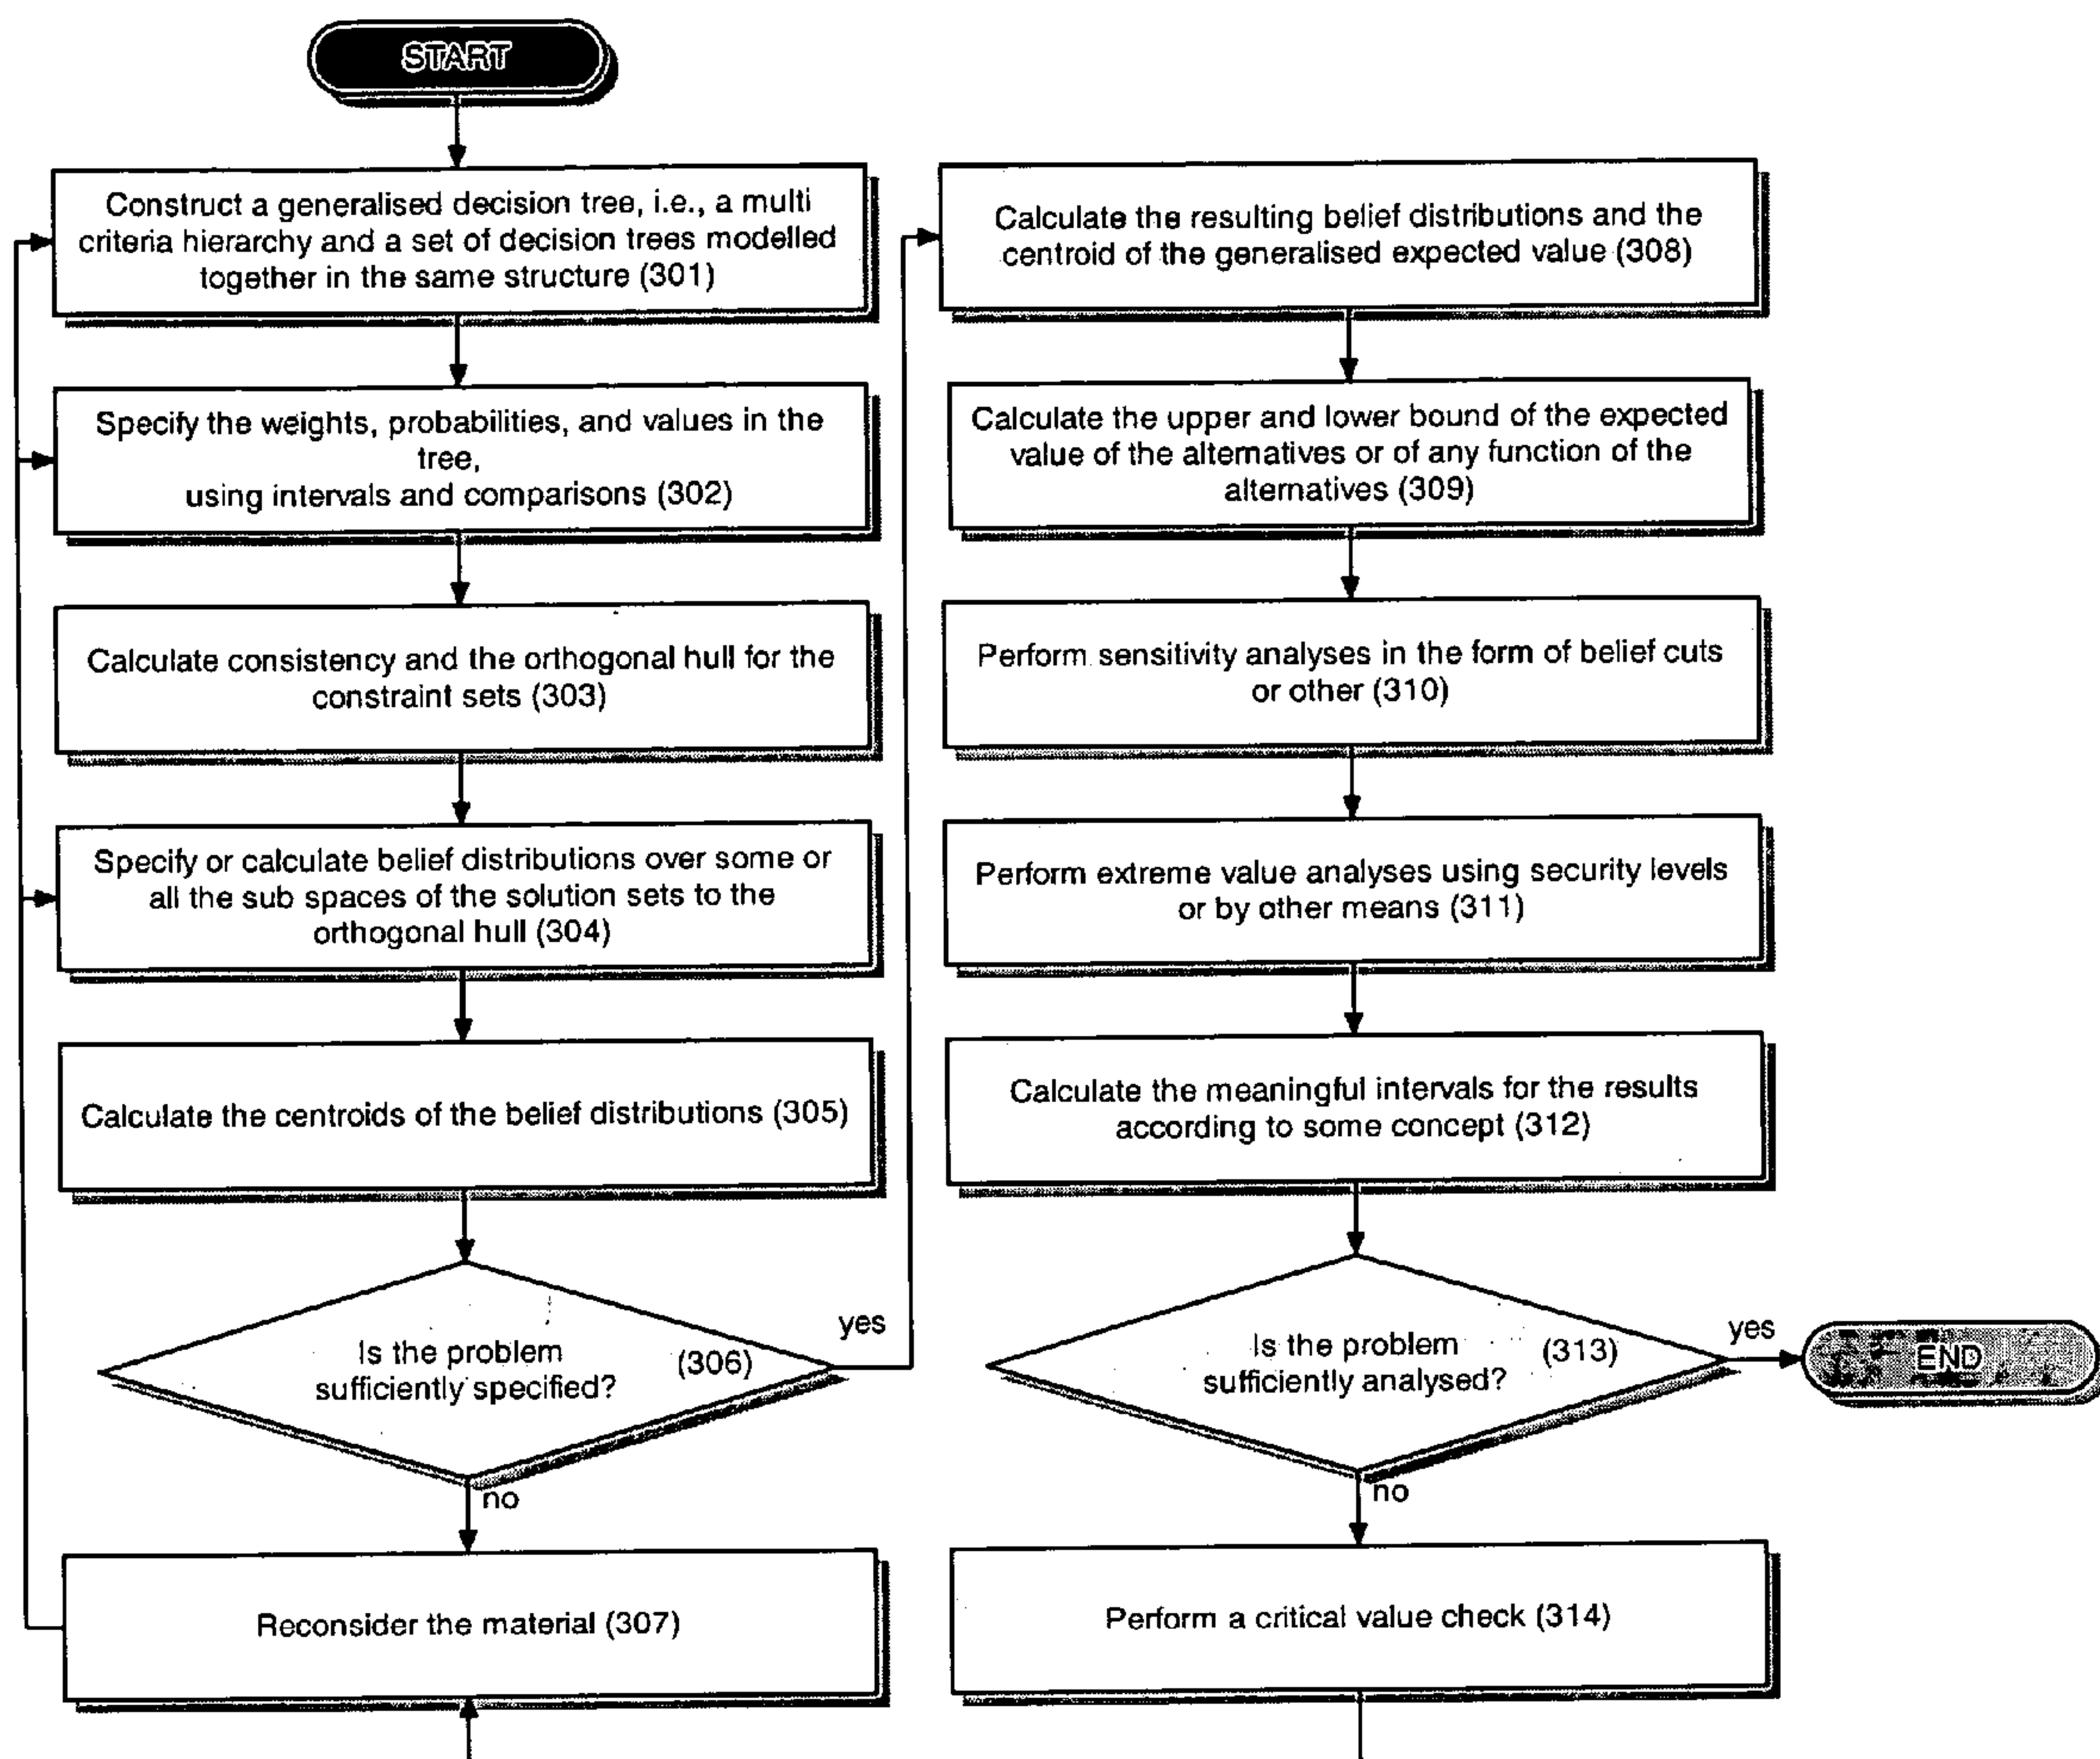 START
Construct a generalised decision tree, i.e., a multi
criteria hierarchy and a set of decision trees modelled
together in the same structure (301)
Specify the weights, probabilities, and values in the
tree,
using intervals and comparisons (302)
Calculate consistency and the orthogonal hull for the
constraint sets (303)
Specify or calculate belief distributions over some or
all the sub spaces of the solution sets to the
orthogonal hull (304)
Calculate the centroids of the belief distributions (305)
Is the problem
sufficiently specified?
(306)
yes
no
Reconsider the material (307)
Calculate the resulting belief distributions and the
centroid of the generalised expected value (308)
Calculate the upper and lower bound of the expected
value of the alternatives or of any function of the
alternatives (309)
Perform sensitivity analyses in the form of belief cuts
or other (310)
Perform extreme value analyses using security levels
or by other means (311)
Calculate the meaningful intervals for the results
according to some concept (312)
Is the problem
sufficiently analysed?
(313)
yes
END
no
Perform a critical value check (314)